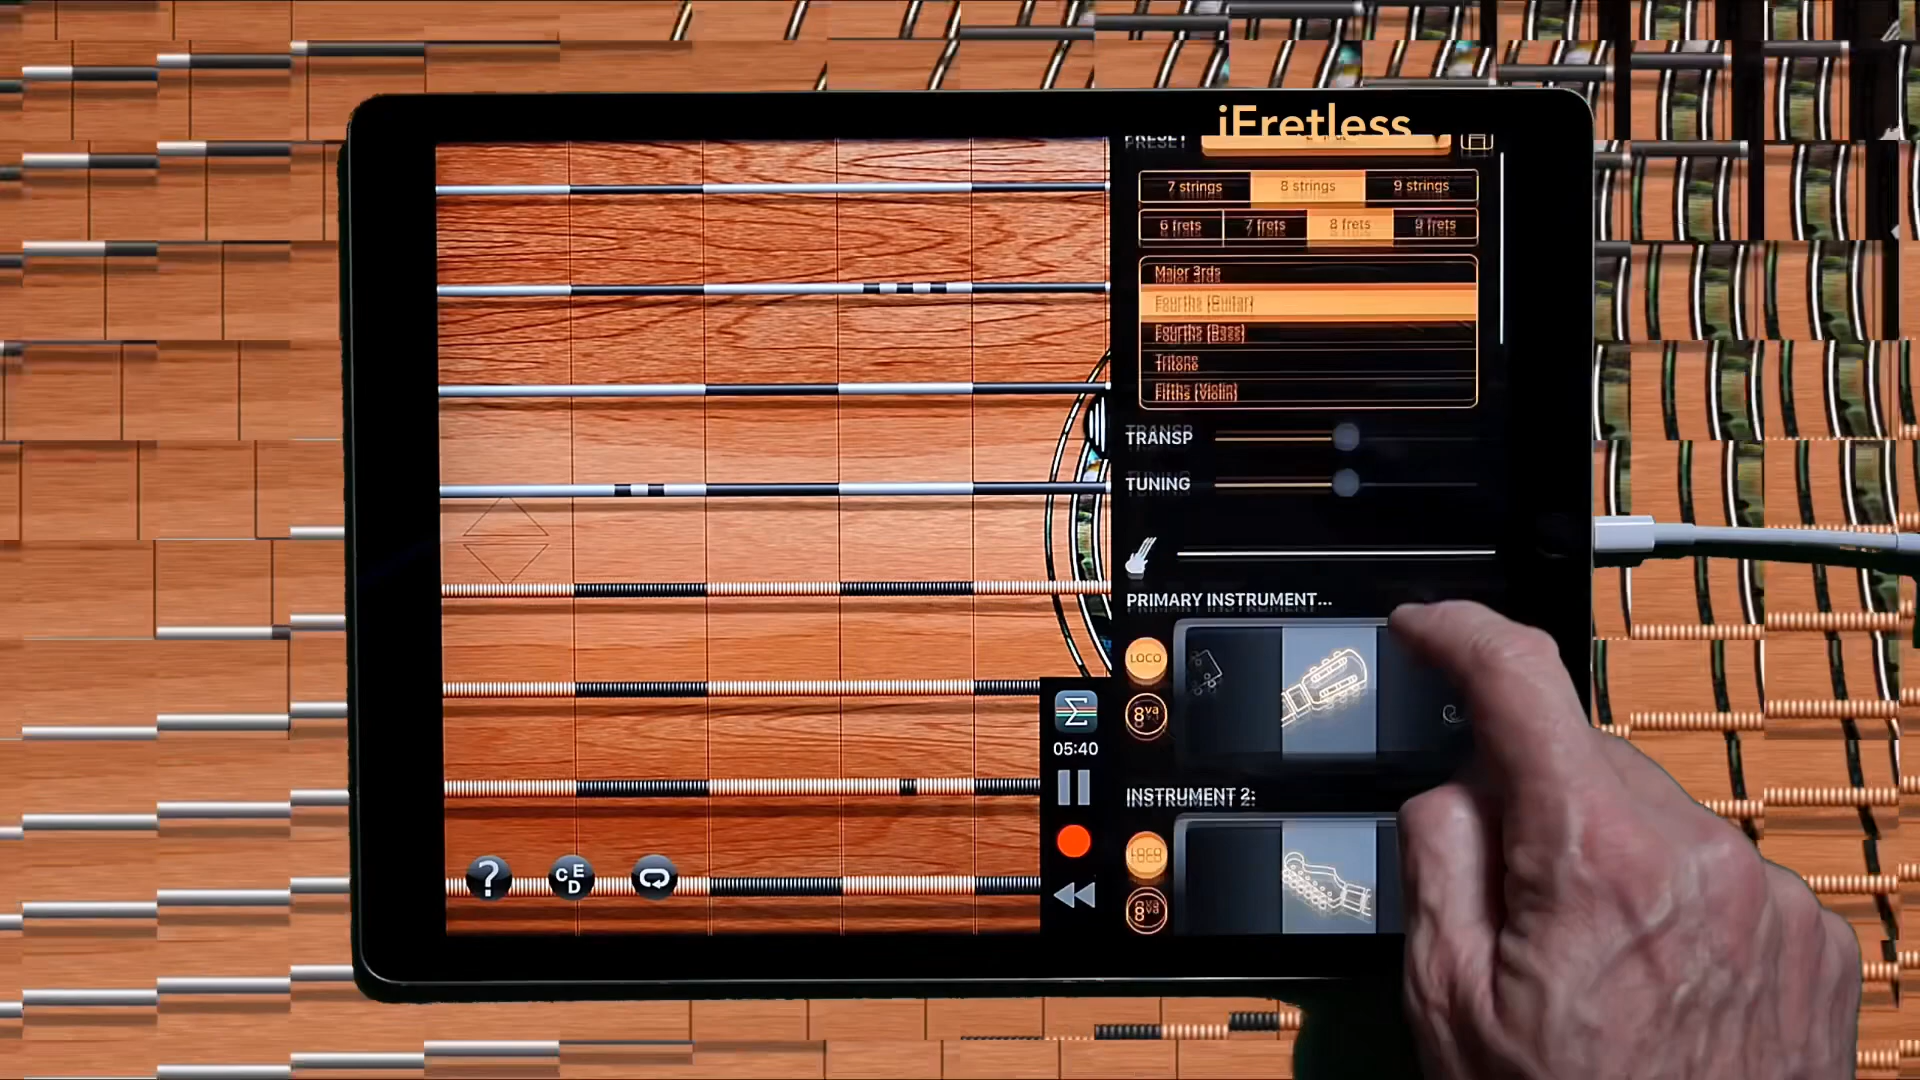 iFretless
PRESET
7 strings 8 strings 9 strings
6 frets 7 frets 8 frets 9 frets
Major 3rds
Fourths (Guitar)
Fourths (Bass)
Tritone
Fifths (Violin)
TRANSP
TUNING
PRIMARY INSTRUMENT...
LOCO
8va
05:40
INSTRUMENT 2:
LOCO
8va
?
C E
D